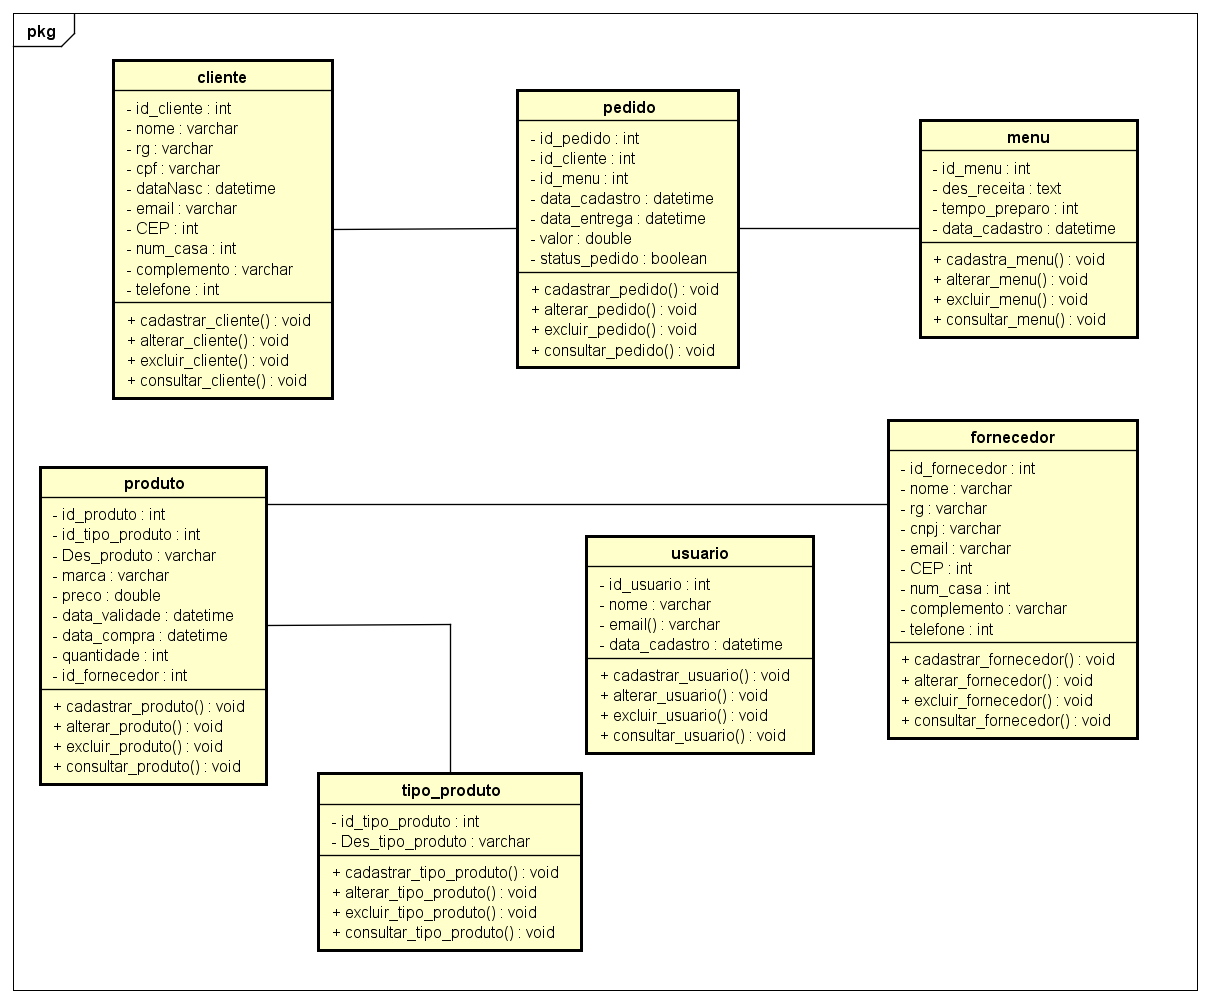 pkg
cliente
- id_cliente : int
- nome : varchar
- rg : varchar
- cpf : varchar
- dataNasc : datetime
- email : varchar
- CEP : int
- num_casa : int
- complemento : varchar
- telefone : int
+ cadastrar_cliente() : void
+ alterar_cliente() : void
+ excluir_cliente() : void
+ consultar_cliente() : void
pedido
- id_pedido : int
- id_cliente : int
- id_menu : int
- data_cadastro : datetime
- data_entrega : datetime
- valor : double
- status_pedido : boolean
+ cadastrar_pedido() : void
+ alterar_pedido() : void
+ excluir_pedido() : void
+ consultar_pedido() : void
menu
- id_menu : int
- des_receita : text
- tempo_preparo : int
- data_cadastro : datetime
+ cadastra_menu() : void
+ alterar_menu() : void
+ excluir_menu() : void
+ consultar_menu() : void
produto
- id_produto : int
- id_tipo_produto : int
- Des_produto : varchar
- marca : varchar
- preco : double
- data_validade : datetime
- data_compra : datetime
- quantidade : int
- id_fornecedor : int
+ cadastrar_produto() : void
+ alterar_produto() : void
+ excluir_produto() : void
+ consultar_produto() : void
usuario
- id_usuario : int
- nome : varchar
- email() : varchar
- data_cadastro : datetime
+ cadastrar_usuario() : void
+ alterar_usuario() : void
+ excluir_usuario() : void
+ consultar_usuario() : void
fornecedor
- id_fornecedor : int
- nome : varchar
- rg : varchar
- cnpj : varchar
- email : varchar
- CEP : int
- num_casa : int
- complemento : varchar
- telefone : int
+ cadastrar_fornecedor() : void
+ alterar_fornecedor() : void
+ excluir_fornecedor() : void
+ consultar_fornecedor() : void
tipo_produto
- id_tipo_produto : int
- Des_tipo_produto : varchar
+ cadastrar_tipo_produto() : void
+ alterar_tipo_produto() : void
+ excluir_tipo_produto() : void
+ consultar_tipo_produto() : void